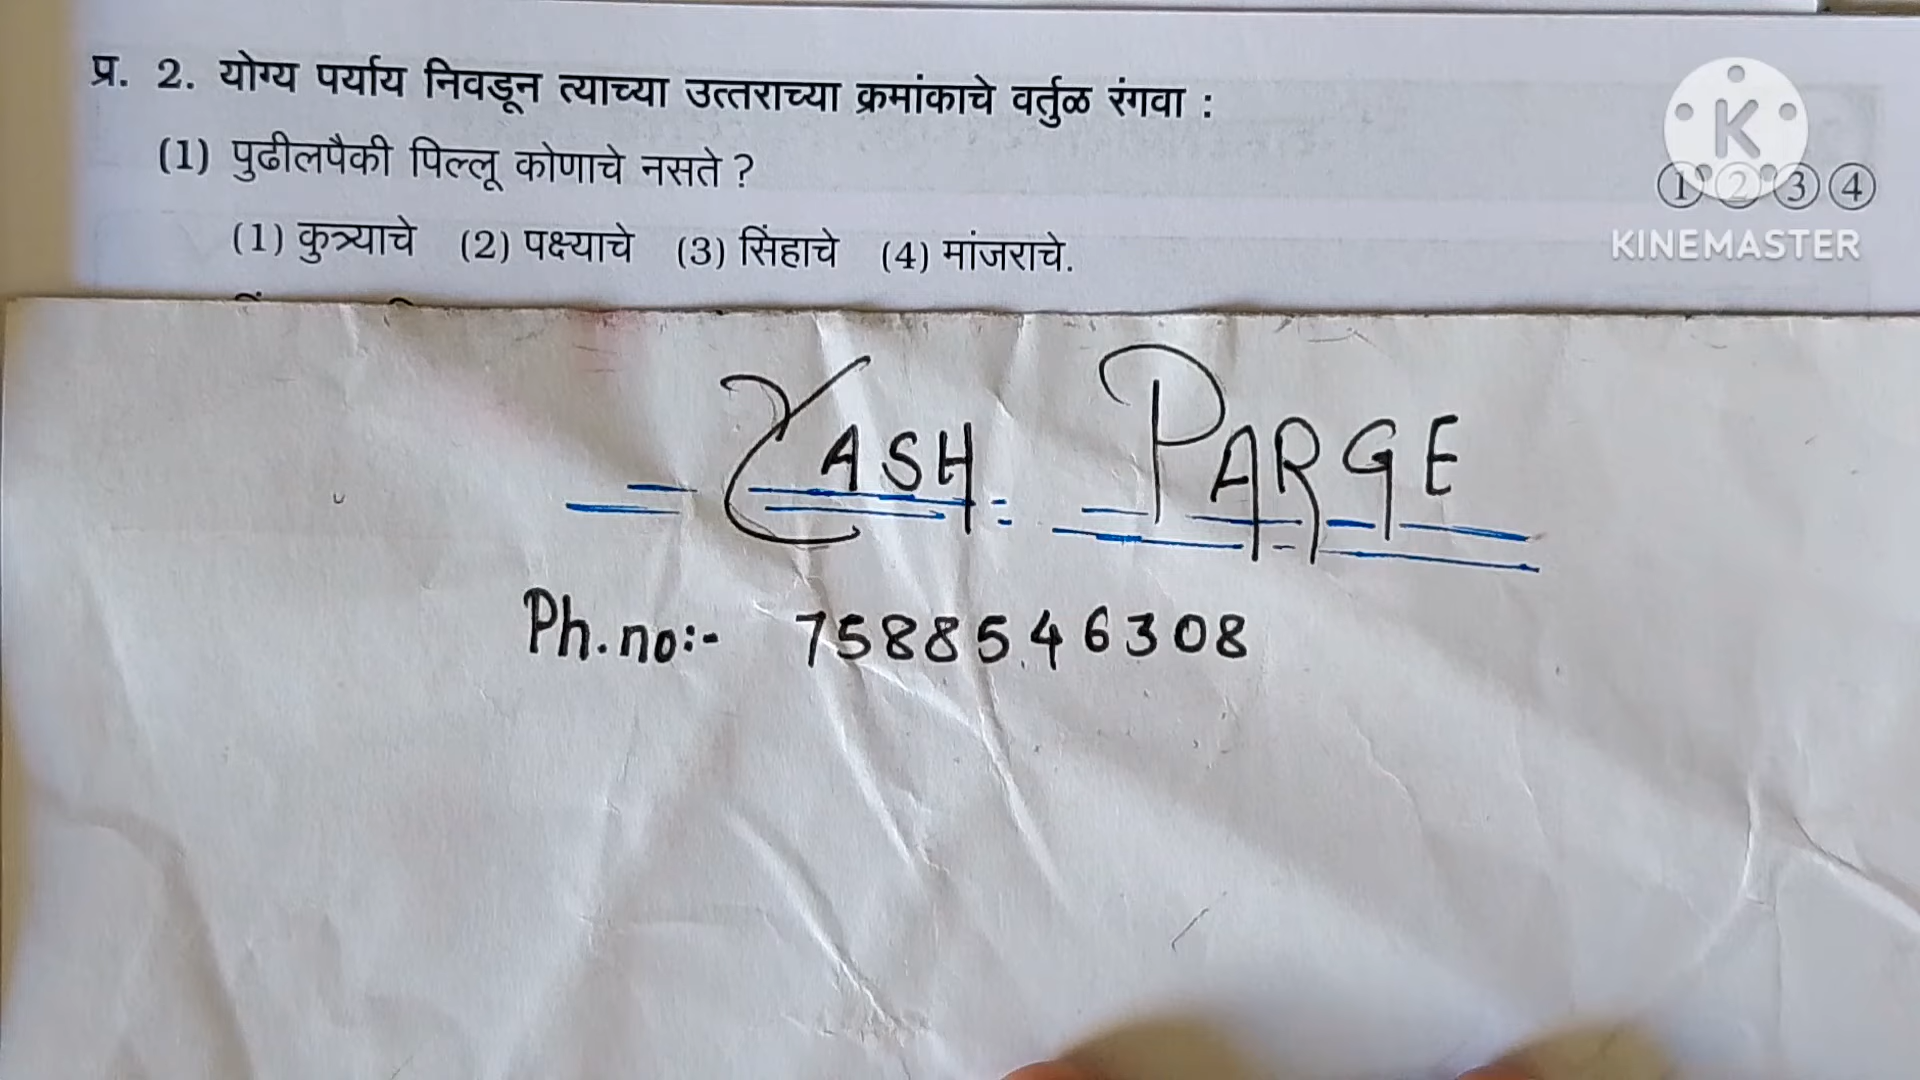 प्र. 2. योग्य पर्याय निवडून त्याच्या उत्तराच्या क्रमांकाचे वर्तुळ रंगवा :
(1) पुढीलपैकी पिल्लू कोणाचे नसते ?
① ② ③ ④
(1) कुत्र्याचे (2) पक्ष्याचे (3) सिंहाचे (4) मांजराचे.
K
KINEMASTER
YASH PARGE
Ph.no:- 7588546308